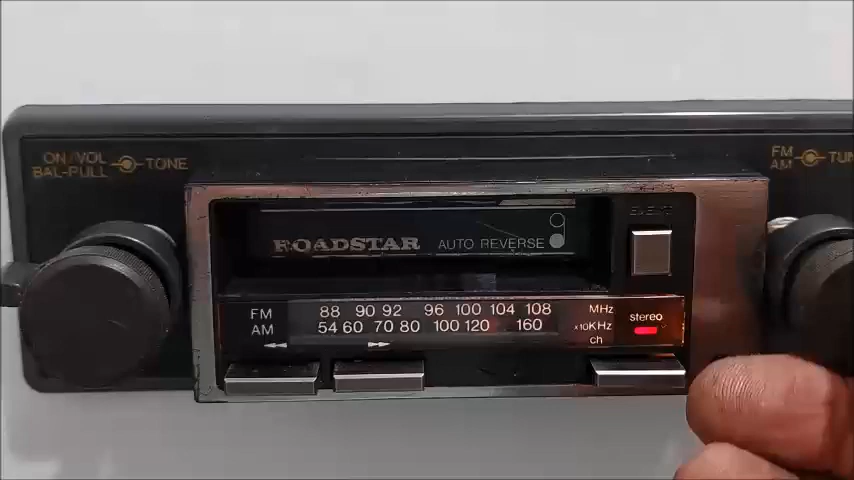 ON/VOL
BAL-PULL
TONE
FM
AM
TUN
ROADSTAR
AUTO REVERSE
EJECT
FM 88 90 92 96 100 104 108 MHz
AM 54 60 70 80 100 120 160 x10KHz
ch
stereo